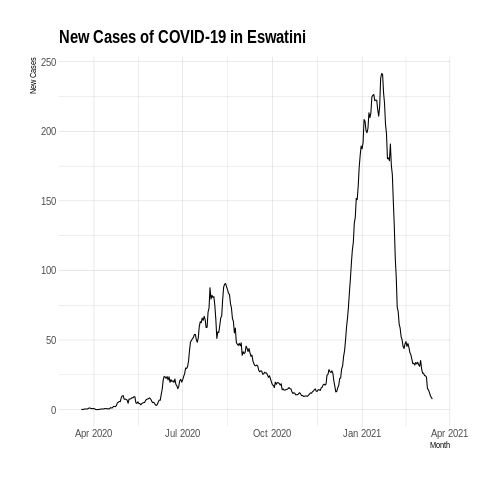 New Cases of COVID-19 in Eswatini
New Cases
250
200
150
100
50
0
Apr 2020
Jul 2020
Oct 2020
Jan 2021
Apr 2021
Month